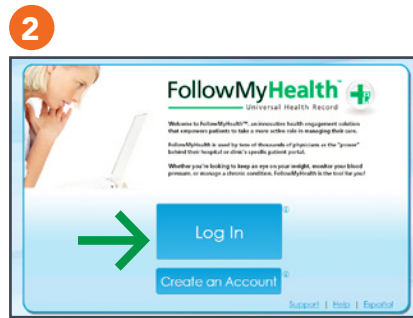 2
FollowMyHealth™
Universal Health Record
Welcome to FollowMyHealth™, an innovative health engagement solution
that empowers patients to take a more active role in managing their care.
FollowMyHealth is used by tens of thousands of physicians as the "power"
behind their hospital or clinic's specific patient portal.
Whether you're looking to keep an eye on your weight, monitor your blood
pressure, or manage a chronic condition, FollowMyHealth is the tool for you!
Log In
Create an Account
Support | Help | Español